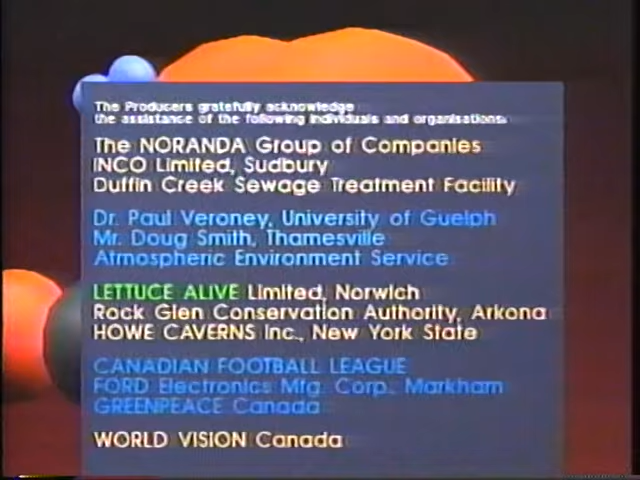 The Producers gratefully acknowledge
the assistance of the following individuals and organisations.
The NORANDA Group of Companies
INCO Limited, Sudbury
Duffin Creek Sewage Treatment Facility
Dr. Paul Veroney, University of Guelph
Mr. Doug Smith, Thamesville
Atmospheric Environment Service
LETTUCE ALIVE Limited, Norwich
Rock Glen Conservation Authority, Arkona
HOWE CAVERNS Inc., New York State
CANADIAN FOOTBALL LEAGUE
FORD Electronics Mfg. Corp., Markham
GREENPEACE Canada
WORLD VISION Canada